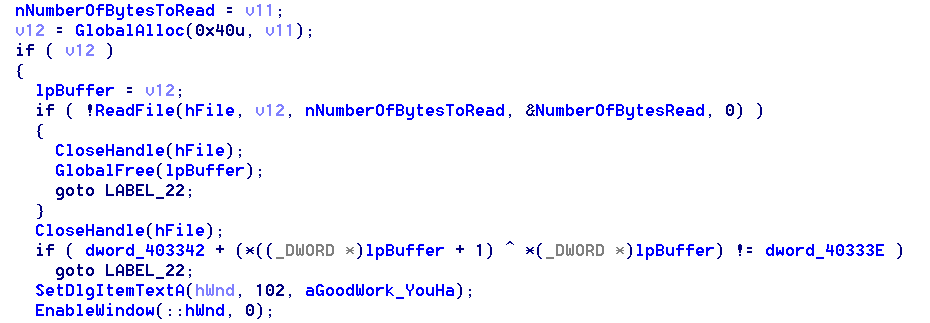 nNumberOfBytesToRead = v11;
v12 = GlobalAlloc(0x40u, v11);
if ( v12 )
{
lpBuffer = v12;
if ( !ReadFile(hFile, v12, nNumberOfBytesToRead, &NumberOfBytesRead, 0) )
{
CloseHandle(hFile);
GlobalFree(lpBuffer);
goto LABEL_22;
}
CloseHandle(hFile);
if ( dword_403342 + (*((_DWORD *)lpBuffer + 1) ^ *(_DWORD *)lpBuffer) != dword_40333E )
goto LABEL_22;
SetDlgItemTextA(hWnd, 102, aGoodWork_YouHa);
EnableWindow(::hWnd, 0);